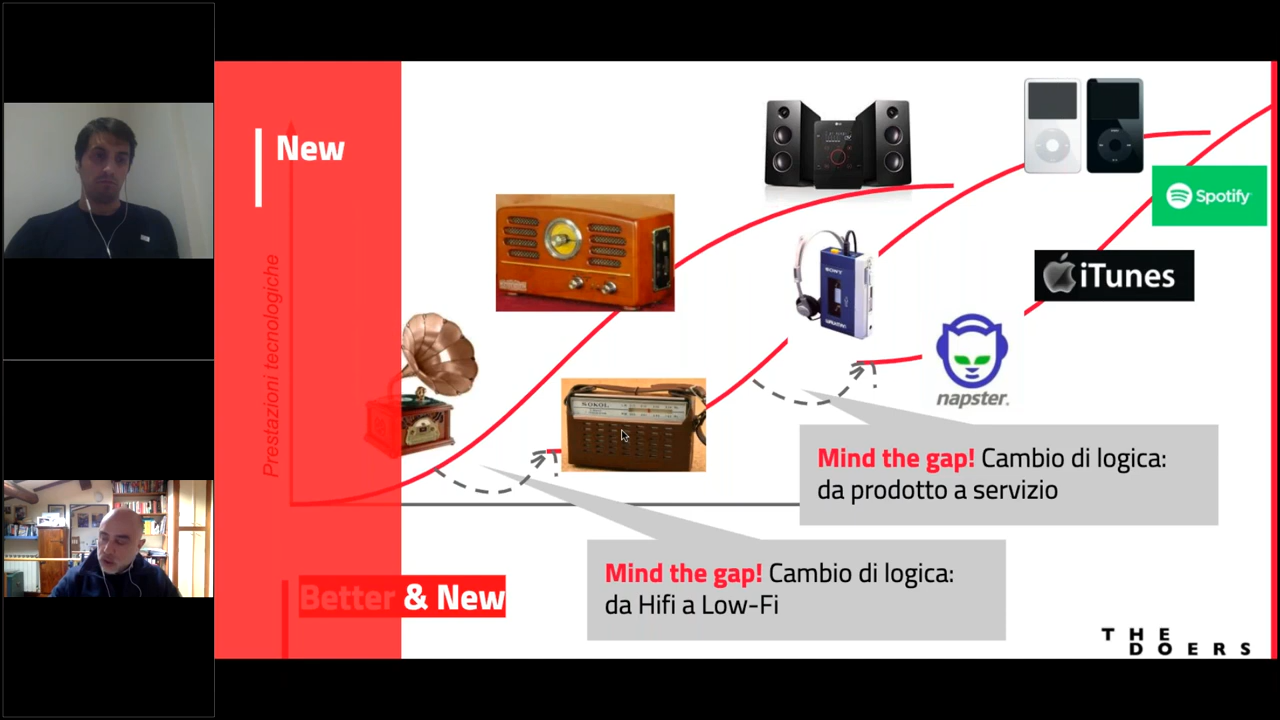 New
Prestazioni tecnologiche
SOKOL
SONY
Spotify
iTunes
napster.
Mind the gap! Cambio di logica:
da prodotto a servizio
Mind the gap! Cambio di logica:
da Hifi a Low-Fi
Better & New
THE
DOERS